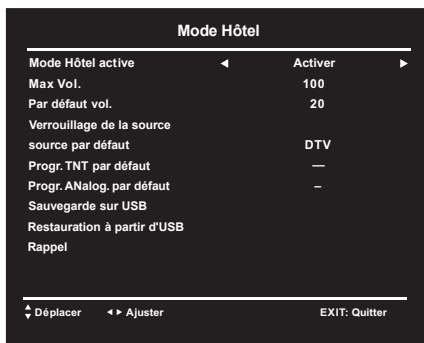 Mode Hôtel
Mode Hôtel active ◀ Activer ▶
Max Vol. 100
Par défaut vol. 20
Verrouillage de la source
source par défaut DTV
Progr. TNT par défaut —
Progr. ANalog. par défaut –
Sauvegarde sur USB
Restauration à partir d'USB
Rappel
Déplacer ◀▶ Ajuster EXIT: Quitter